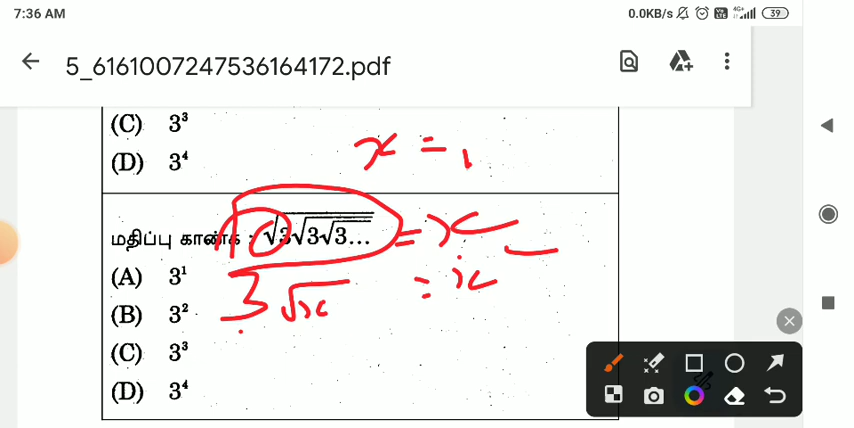 7:36 AM 0.0KB/s 4G+ 39
5_6161007247536164172.pdf
(C) 3³
(D) 3⁴
x =
மதிப்பு காண்க : √3√3√3... = x
(A) 3¹
3√x = x
(B) 3²
(C) 3³
(D) 3⁴